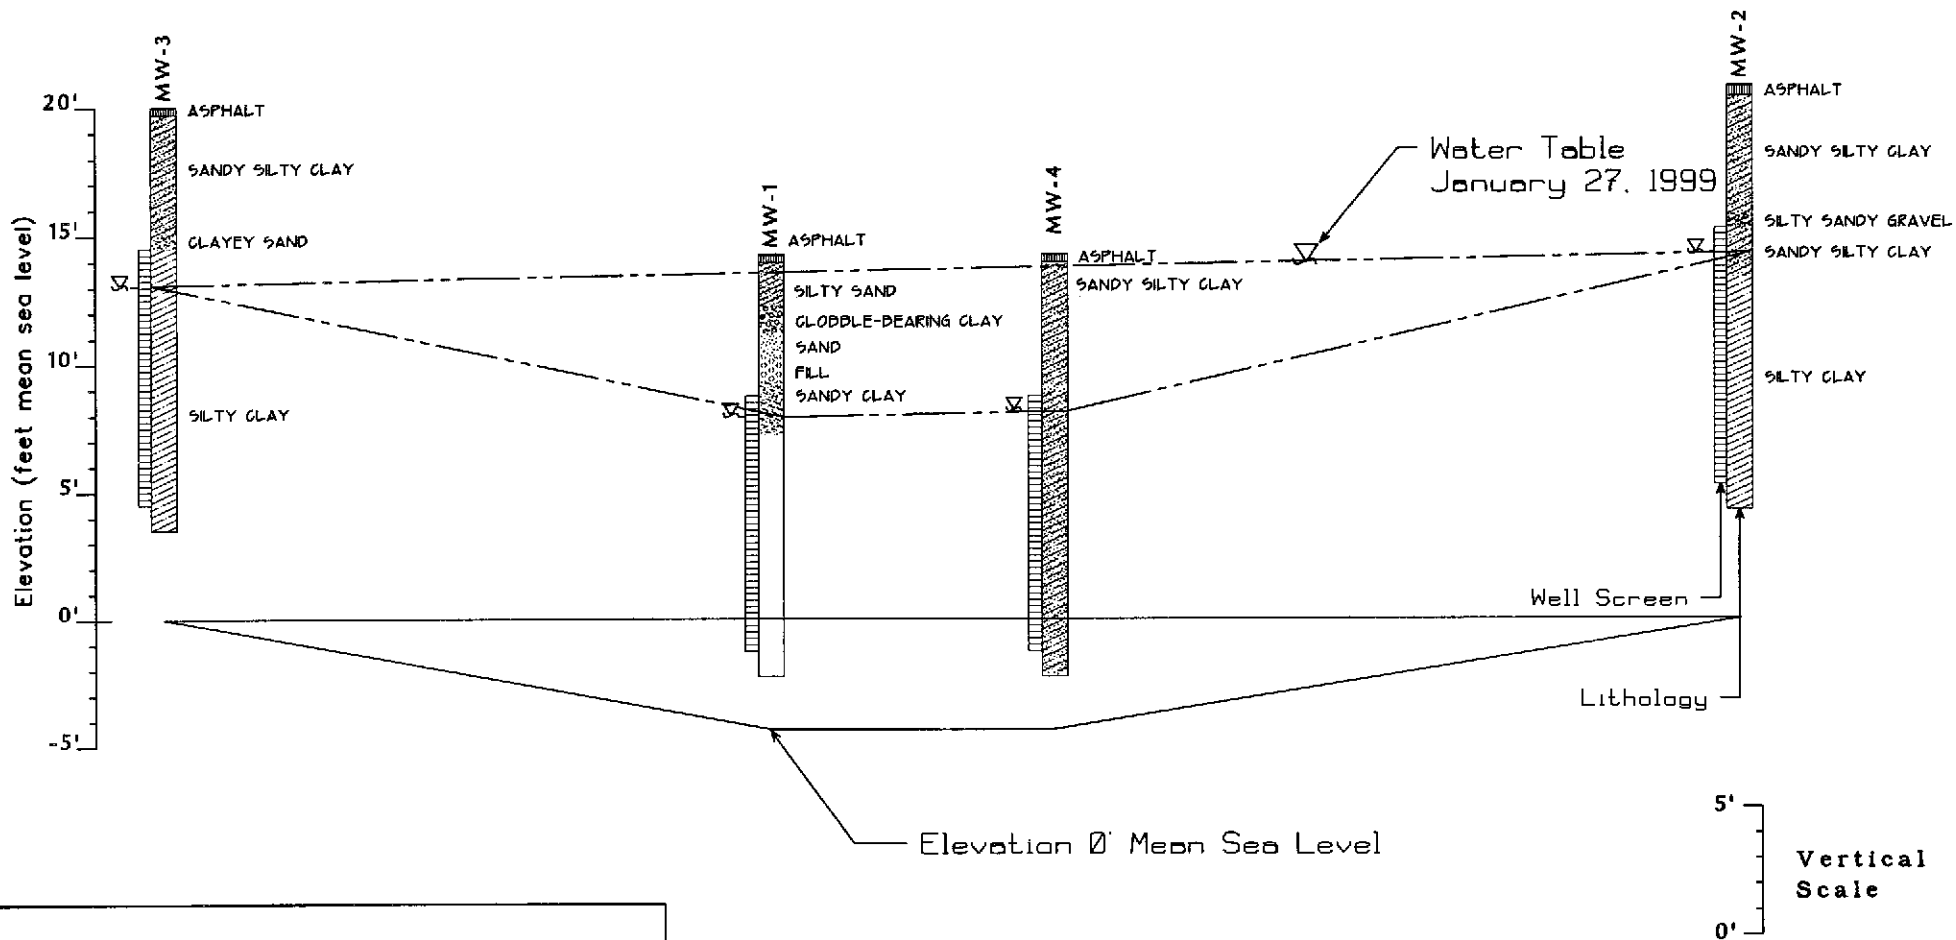 MW-3
MW-1
MW-4
MW-2
Elevation (feet mean sea level)
20'
15'
10'
5'
0'
-5'
ASPHALT
SANDY SILTY CLAY
CLAYEY SAND
SILTY CLAY
ASPHALT
SILTY SAND
CLOBBLE-BEARING CLAY
SAND
FILL
SANDY CLAY
ASPHALT
SANDY SILTY CLAY
Water Table
January 27, 1999
ASPHALT
SANDY SILTY CLAY
SILTY SANDY GRAVEL
SANDY SILTY CLAY
SILTY CLAY
Well Screen
Lithology
Elevation 0' Mean Sea Level
5'
Vertical
Scale
0'